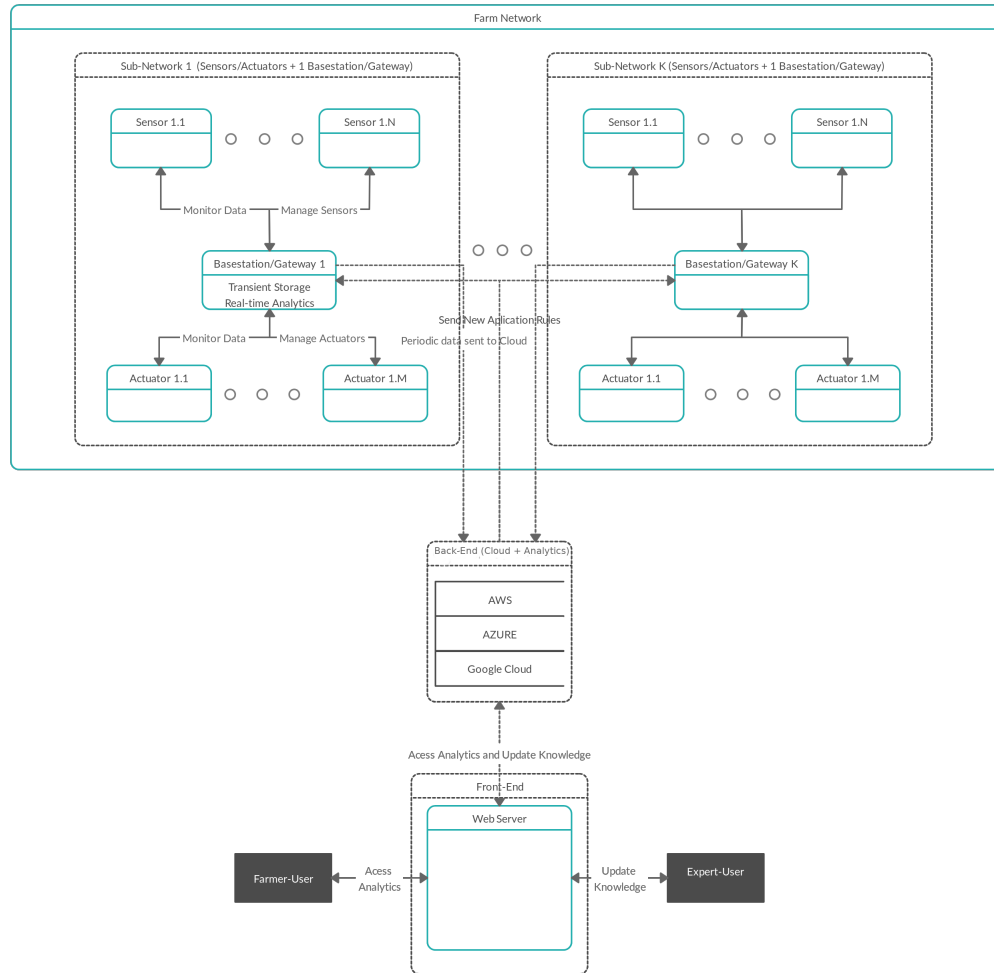 Farm Network
Sub-Network 1 (Sensors/Actuators + 1 Basestation/Gateway)
Sub-Network K (Sensors/Actuators + 1 Basestation/Gateway)
Sensor 1.1
Sensor 1.N
Sensor 1.1
Sensor 1.N
Monitor Data
Manage Sensors
Basestation/Gateway 1
Transient Storage
Real-time Analytics
Basestation/Gateway K
Send New Aplication Rules
Periodic data sent to Cloud
Monitor Data
Manage Actuators
Actuator 1.1
Actuator 1.M
Actuator 1.1
Actuator 1.M
Back-End (Cloud + Analytics)
AWS
AZURE
Google Cloud
Acess Analytics and Update Knowledge
Front-End
Web Server
Farmer-User
Acess
Analytics
Update
Knowledge
Expert-User